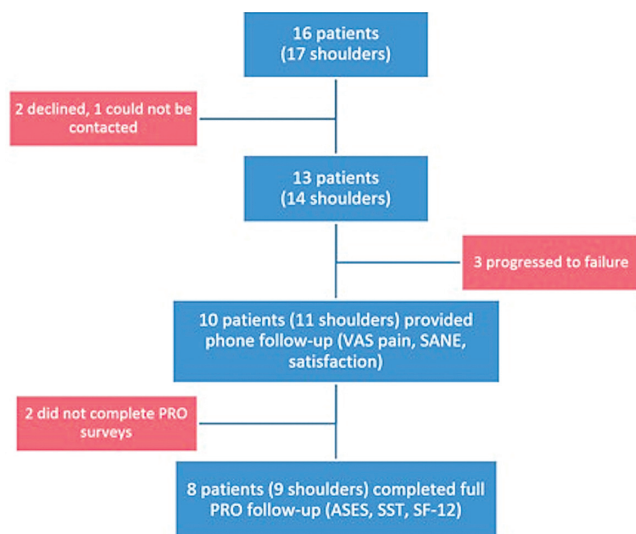 16 patients
(17 shoulders)
2 declined, 1 could not be
contacted
13 patients
(14 shoulders)
3 progressed to failure
10 patients (11 shoulders) provided
phone follow-up (VAS pain, SANE,
satisfaction)
2 did not complete PRO
surveys
8 patients (9 shoulders) completed full
PRO follow-up (ASES, SST, SF-12)